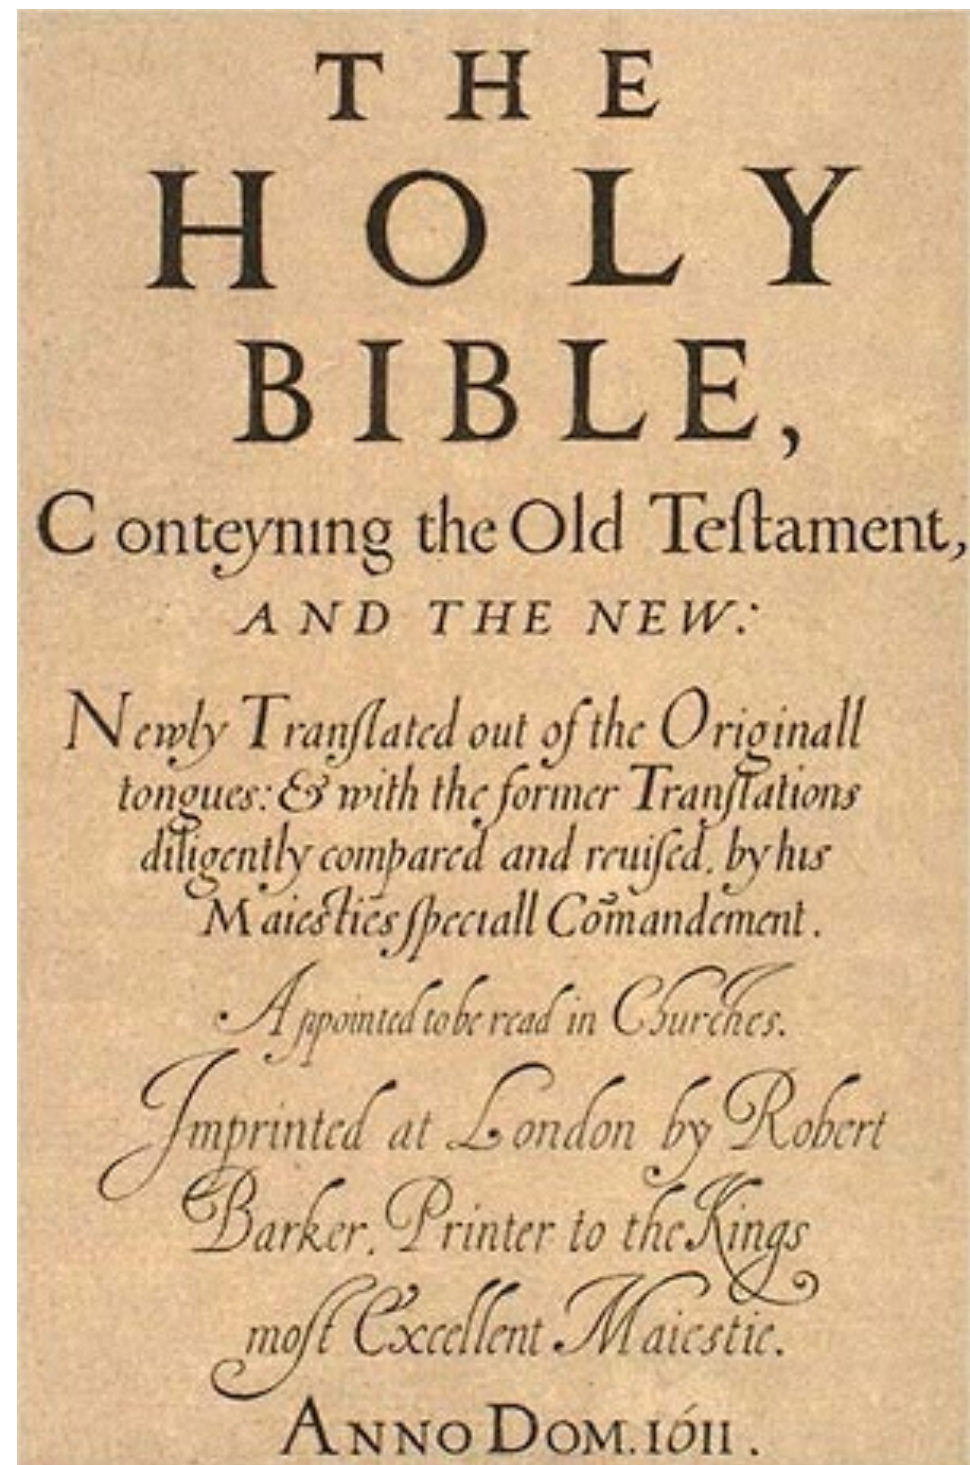 THE
HOLY
BIBLE,
Conteyning the Old Teſtament,
AND THE NEW:
Newly Tranſlated out of the Originall
tongues: & with the former Tranſlations
diligently compared and reuiſed, by his
Maiesties ſpeciall Cōmandement.
Appointed to be read in Churches.
Imprinted at London by Robert
Barker, Printer to the Kings
moſt Excellent Maiestie.
ANNO DOM. 1611.